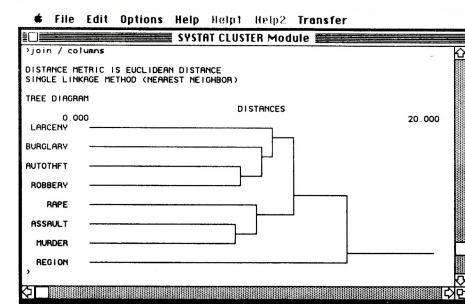 File Edit Options Help Help1 Help2 Transfer
SYSTAT CLUSTER Module
>join / columns
DISTANCE METRIC IS EUCLIDEAN DISTANCE
SINGLE LINKAGE METHOD (NEAREST NEIGHBOR)
TREE DIAGRAM
DISTANCES
0.000 20.000
LARCENY
BURGLARY
AUTOTHFT
ROBBERY
RAPE
ASSAULT
MURDER
REGION
>